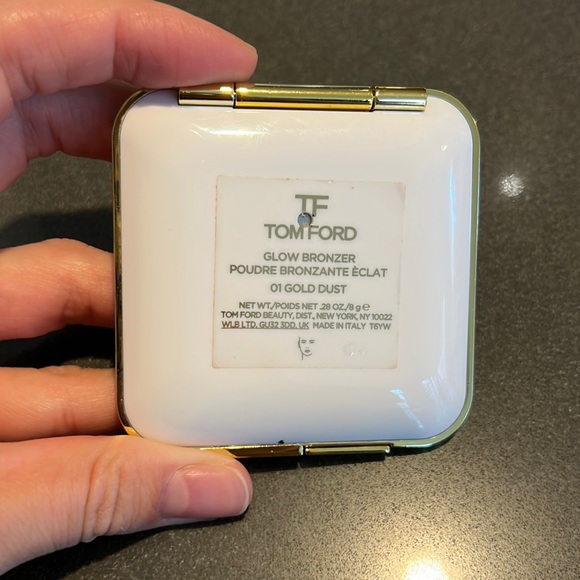 TF
TOM FORD
GLOW BRONZER
POUDRE BRONZANTE ÈCLAT
01 GOLD DUST
NET WT./POIDS NET .28 OZ./8 g ℮
TOM FORD BEAUTY, DIST., NEW YORK, NY 10022
WLB LTD. GU32 3DD, UK MADE IN ITALY T6YW